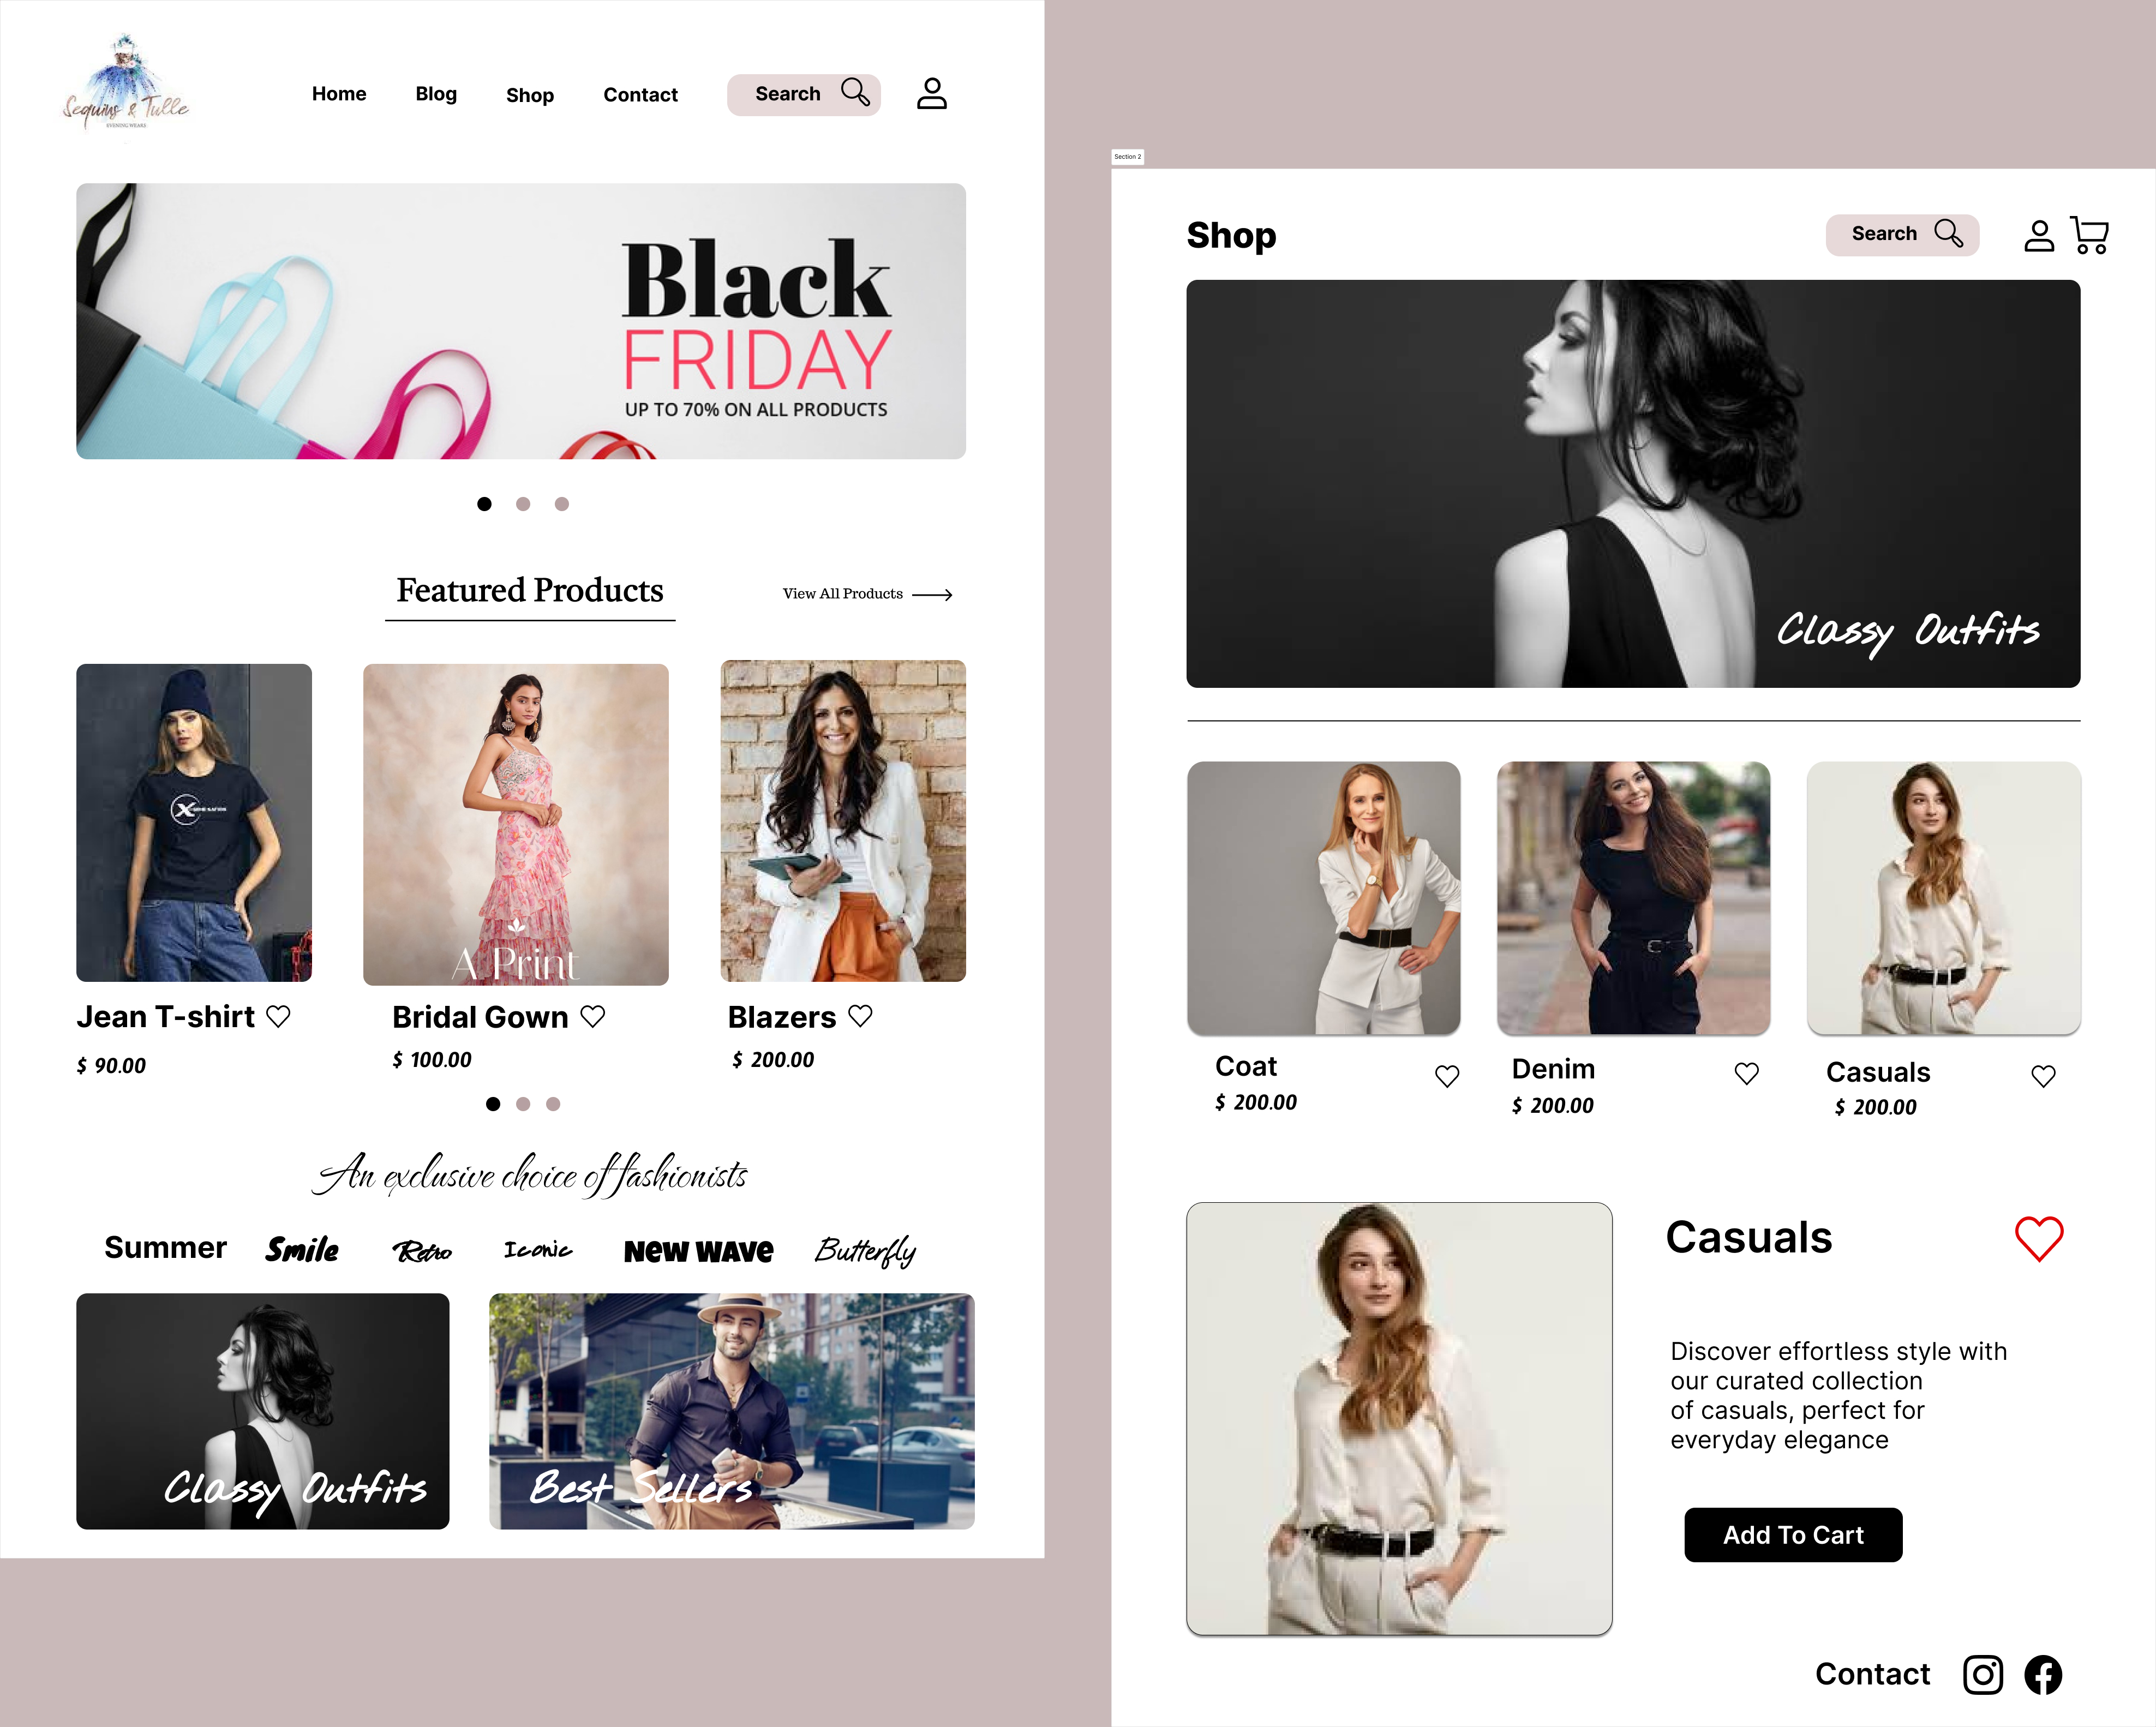 Sequins & Tulle
EVENING WEARS
Home
Blog
Shop
Contact
Search
Black
FRIDAY
UP TO 70% ON ALL PRODUCTS
Featured Products
View All Products
X
A Print
Jean T-shirt
Bridal Gown
Blazers
$ 90.00
$ 100.00
$ 200.00
An exclusive choice of fashionists
Summer
Smile
Retro
Iconic
New Wave
Butterfly
Classy Outfits
Best Sellers
Section 2
Shop
Search
Classy Outfits
Coat
$ 200.00
Denim
$ 200.00
Casuals
$ 200.00
Casuals
Discover effortless style with
our curated collection
of casuals, perfect for
everyday elegance
Add To Cart
Contact